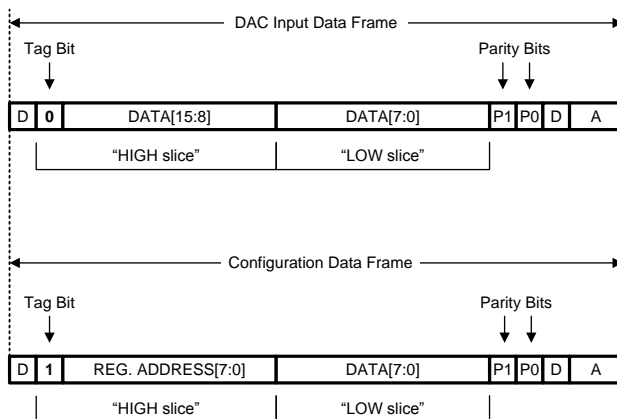 DAC Input Data Frame
Tag Bit Parity Bits
D 0 DATA[15:8] DATA[7:0] P1 P0 D A
“HIGH slice” “LOW slice”
Configuration Data Frame
Tag Bit Parity Bits
D 1 REG. ADDRESS[7:0] DATA[7:0] P1 P0 D A
“HIGH slice” “LOW slice”